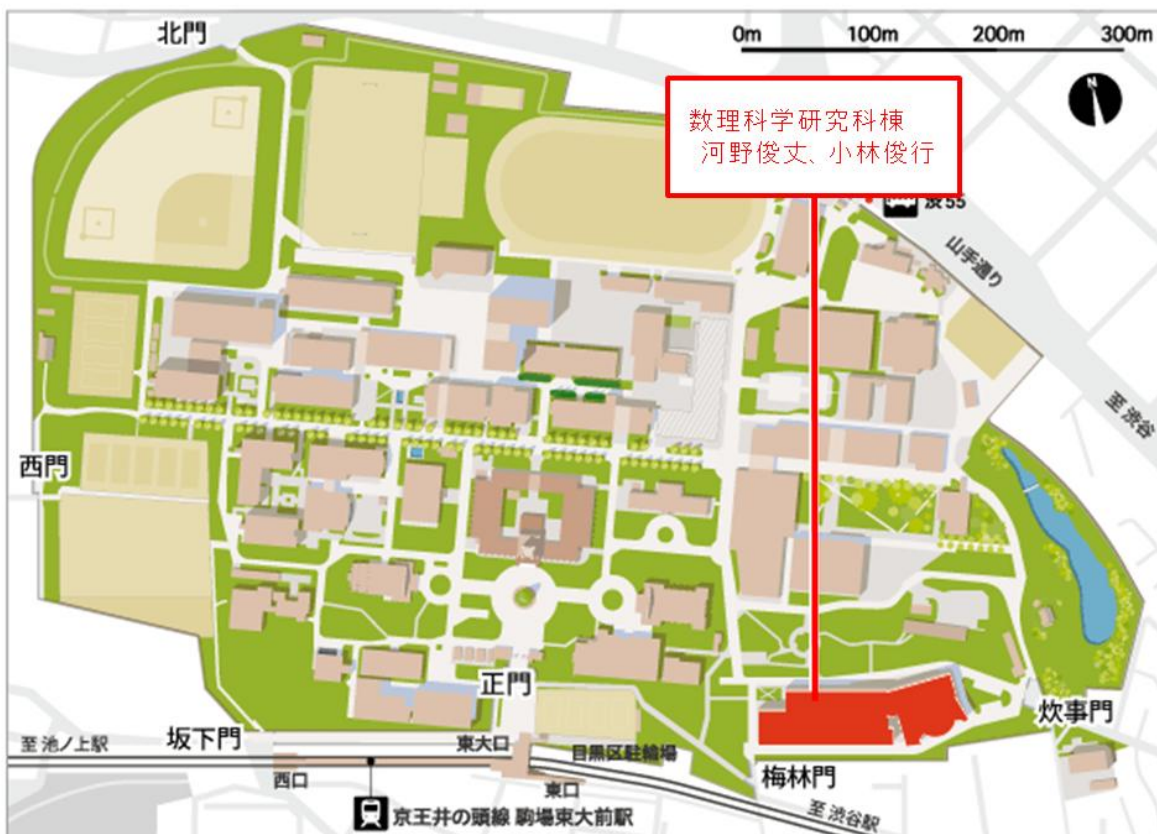 北門
0m 100m 200m 300m
N
数理科学研究科棟
河野俊丈、小林俊行
渋55
山手通り
至 渋谷
西門
正門
炊事門
至 池ノ上駅
坂下門
東大口
目黒区駐輪場
梅林門
西口
東口
至 渋谷駅
京王井の頭線 駒場東大前駅